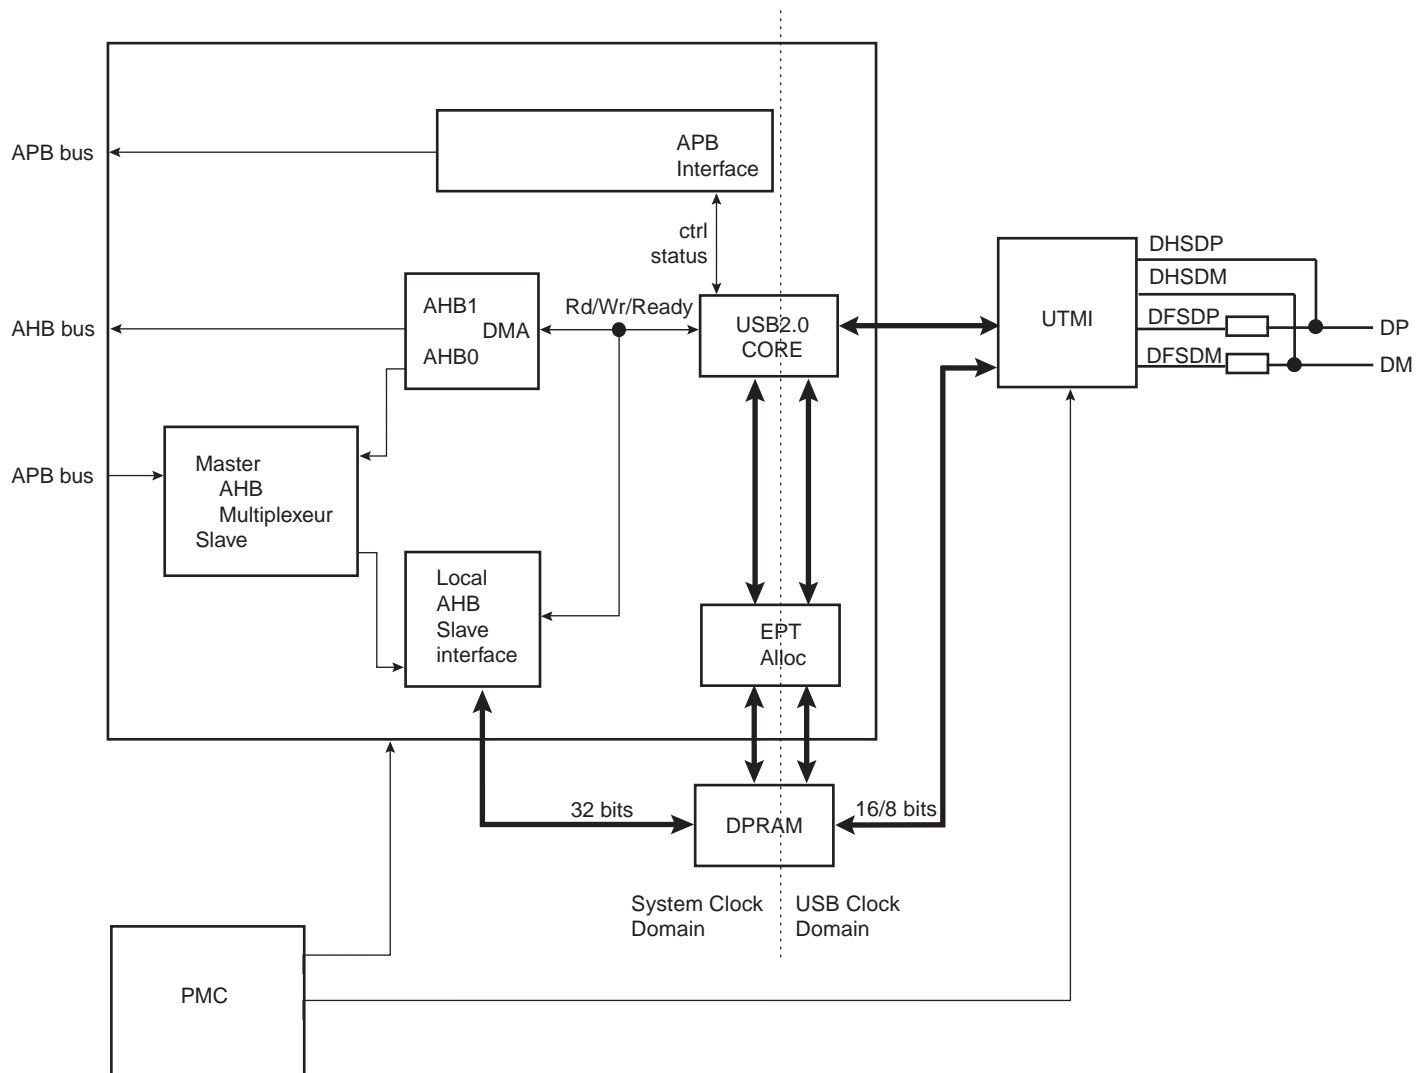 APB bus
APB
Interface
ctrl
status
AHB bus
AHB1
DMA
AHB0
Rd/Wr/Ready
USB2.0
CORE
UTMI
DHSDP
DHSDM
DFSDP
DFSDM
DP
DM
APB bus
Master
AHB
Multiplexeur
Slave
Local
AHB
Slave
interface
EPT
Alloc
32 bits
DPRAM
16/8 bits
System Clock
Domain
USB Clock
Domain
PMC